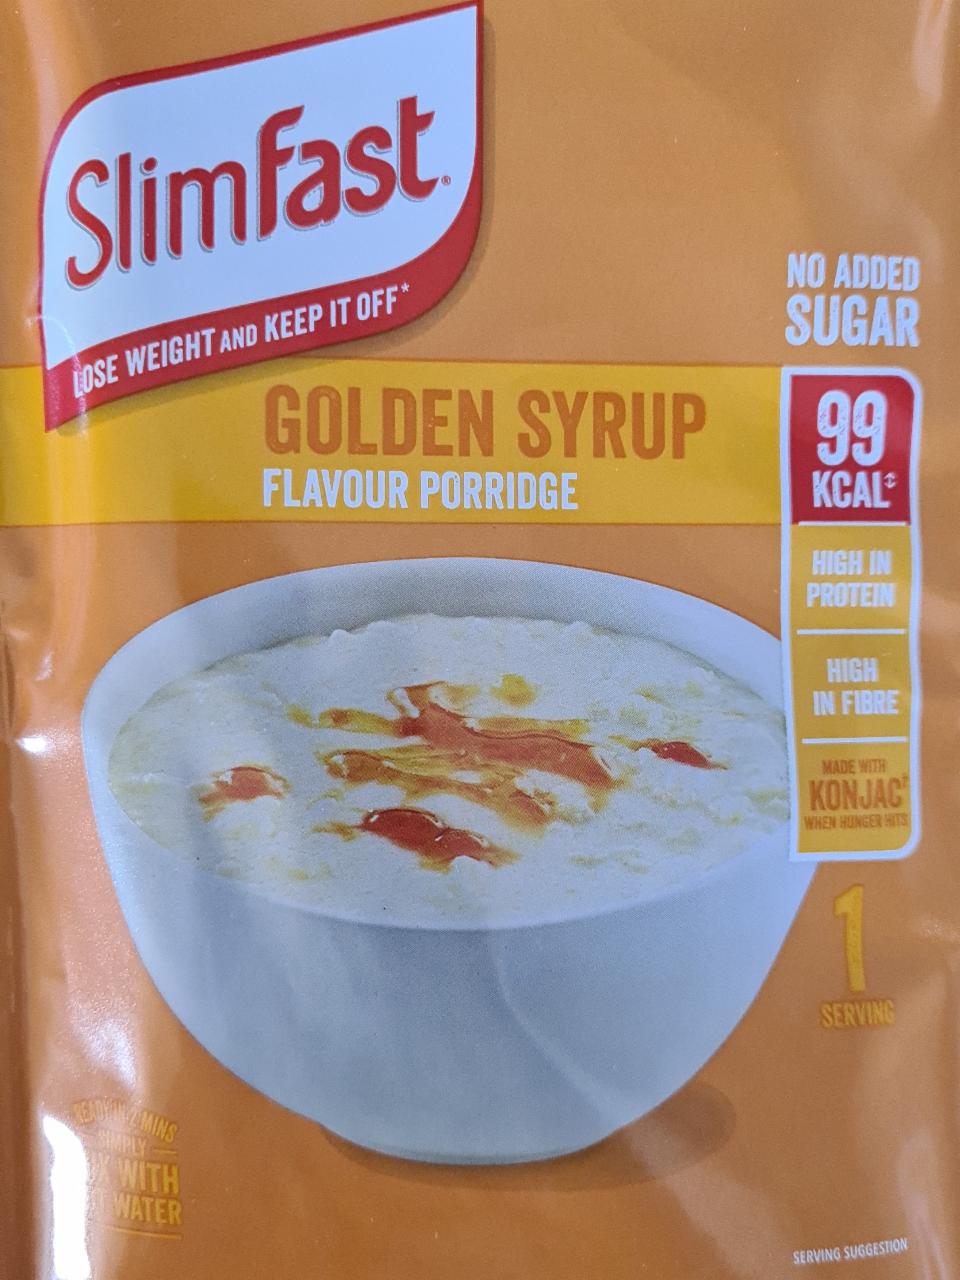 SlimFast®
LOSE WEIGHT AND KEEP IT OFF*
NO ADDED
SUGAR
GOLDEN SYRUP
FLAVOUR PORRIDGE
99
KCAL‡
HIGH IN
PROTEIN
HIGH
IN FIBRE
MADE WITH
KONJAC‡
WHEN HUNGER HITS
1
SERVING
READY IN 2 MINS
SIMPLY
WITH
WATER
SERVING SUGGESTION